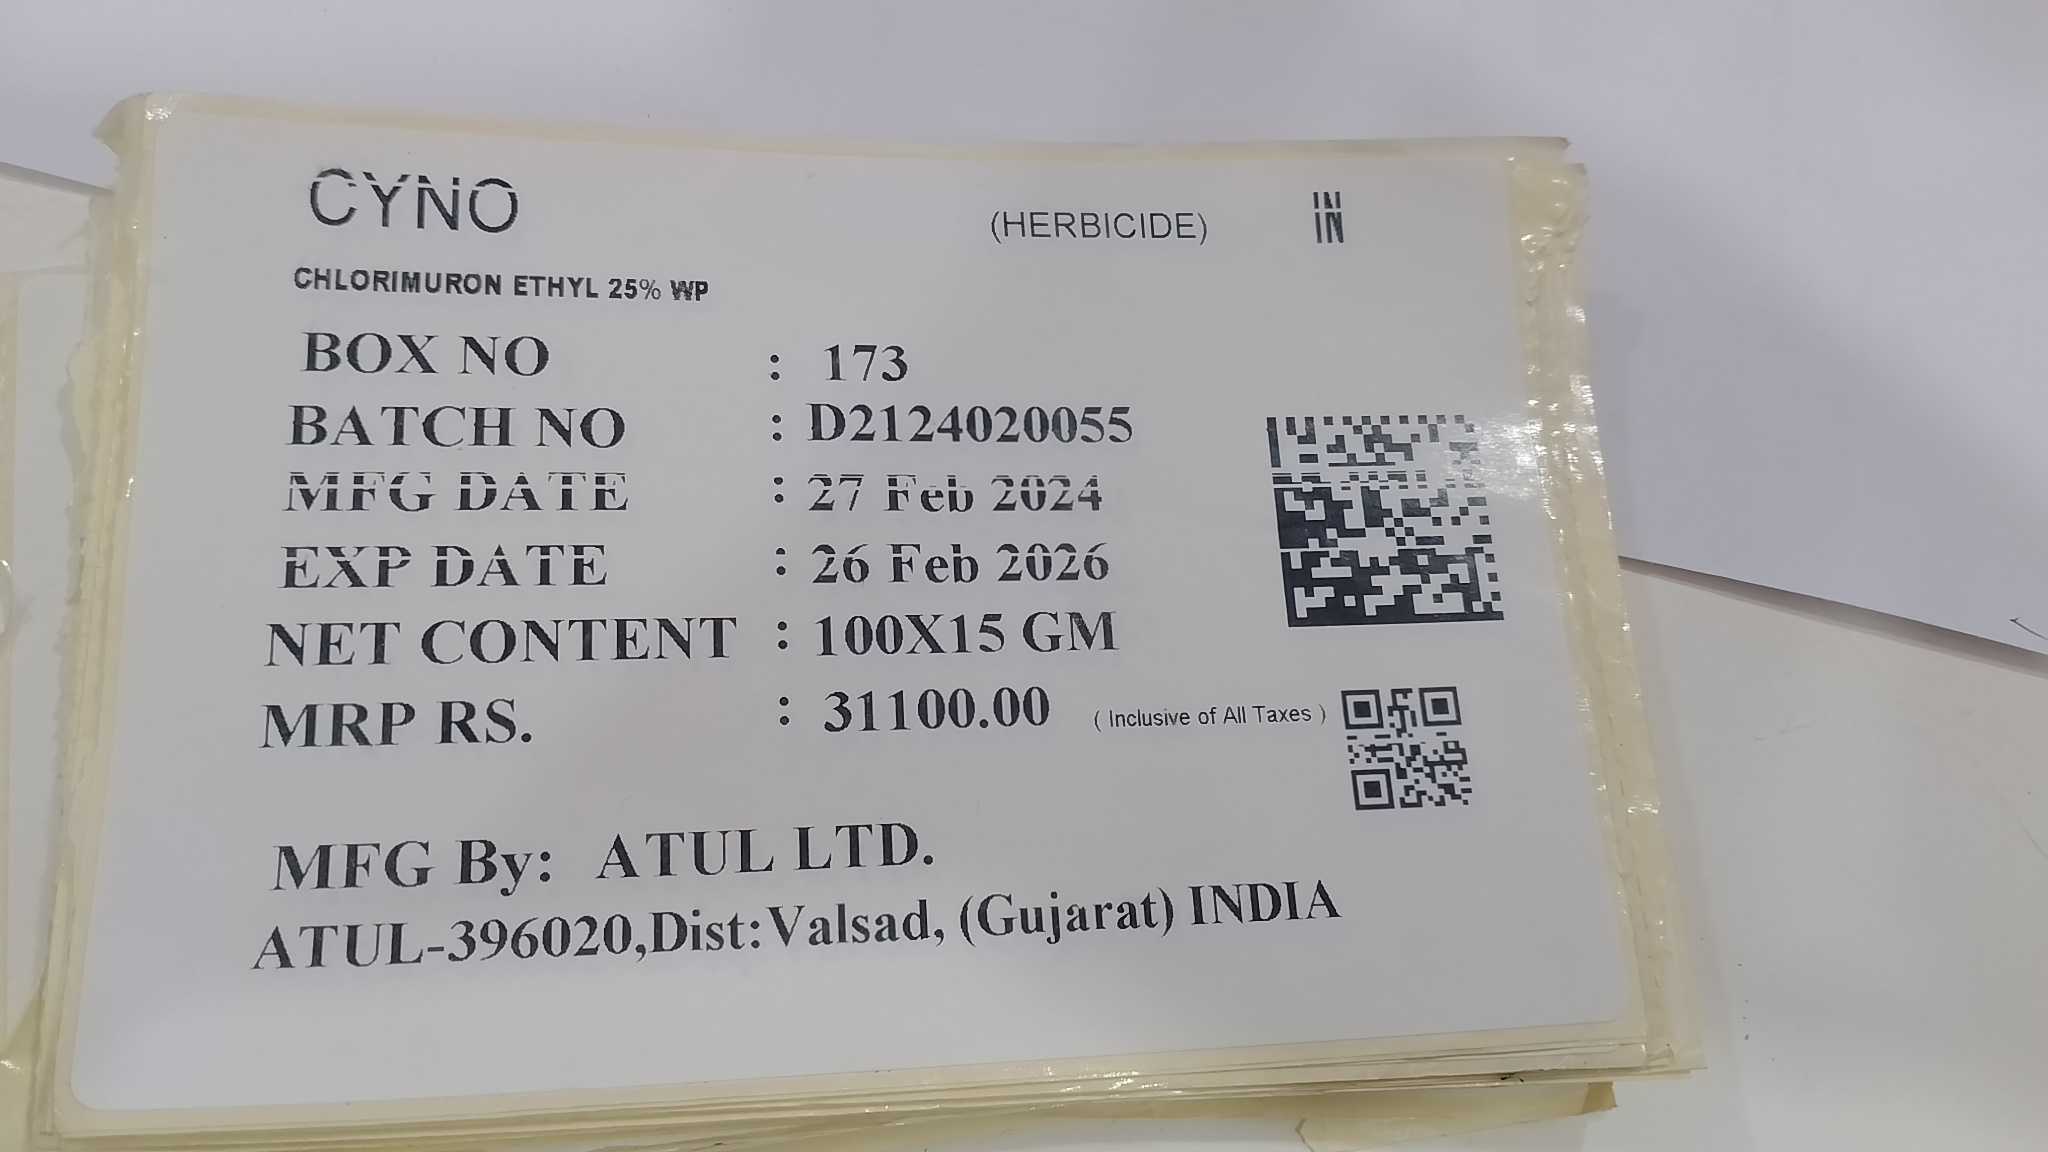 CYNO (HERBICIDE) IN
CHLORIMURON ETHYL 25% WP
BOX NO : 173
BATCH NO : D2124020055
MFG DATE : 27 Feb 2024
EXP DATE : 26 Feb 2026
NET CONTENT : 100X15 GM
MRP RS. : 31100.00 ( Inclusive of All Taxes )
MFG By: ATUL LTD.
ATUL-396020,Dist:Valsad, (Gujarat) INDIA